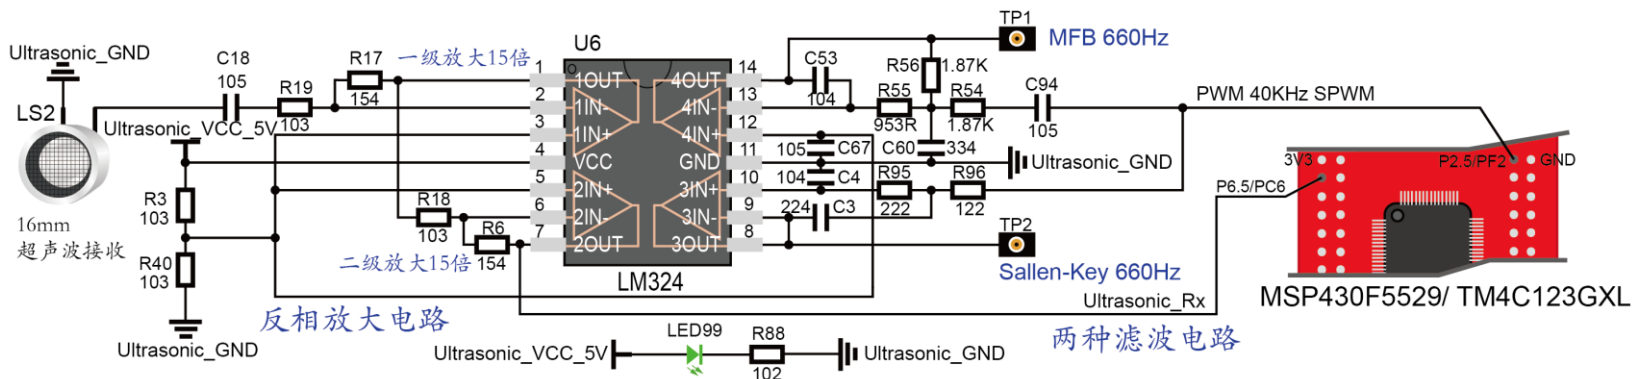 Ultrasonic_GND
LS2
16mm
超声波接收
C18
105
R19
103
R17
154
一级放大15倍
Ultrasonic_VCC_5V
R3
103
R40
103
Ultrasonic_GND
反相放大电路
R18
103
R6
154
二级放大15倍
U6
1
2
3
4
5
6
7
1OUT
1IN-
1IN+
VCC
2IN+
2IN-
2OUT
4OUT
4IN-
4IN+
GND
3IN+
3IN-
3OUT
14
13
12
11
10
9
8
LM324
C53
104
R56
1.87K
R55
953R
R54
1.87K
C94
105
105
C67
C60
334
104
C4
Ultrasonic_GND
R95
222
R96
122
224
C3
TP1
MFB 660Hz
TP2
Sallen-Key 660Hz
PWM 40KHz SPWM
3V3
P2.5/PF2
GND
P6.5/PC6
MSP430F5529/ TM4C123GXL
Ultrasonic_Rx
两种滤波电路
Ultrasonic_VCC_5V
LED99
R88
102
Ultrasonic_GND